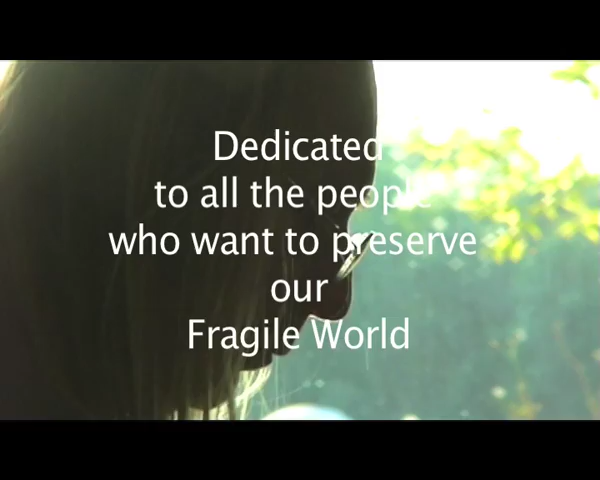 Dedicated
to all the people
who want to preserve
our
Fragile World